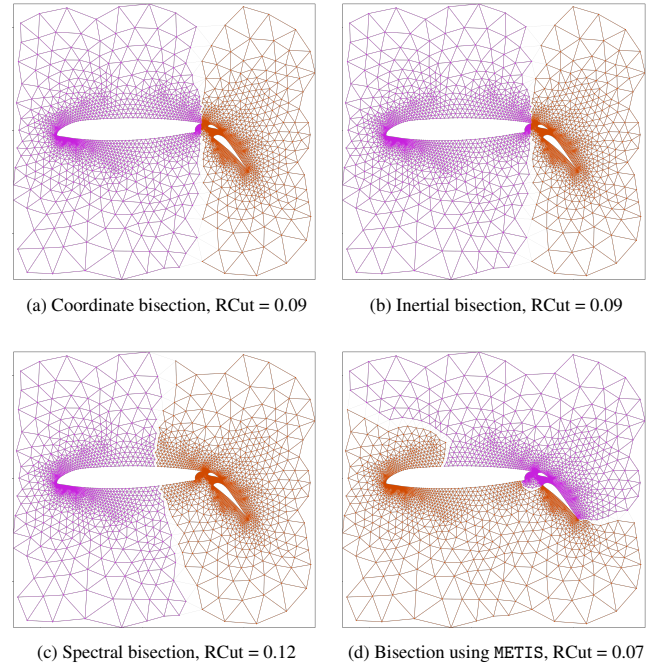 (a) Coordinate bisection, RCut = 0.09
(b) Inertial bisection, RCut = 0.09
(c) Spectral bisection, RCut = 0.12
(d) Bisection using METIS, RCut = 0.07